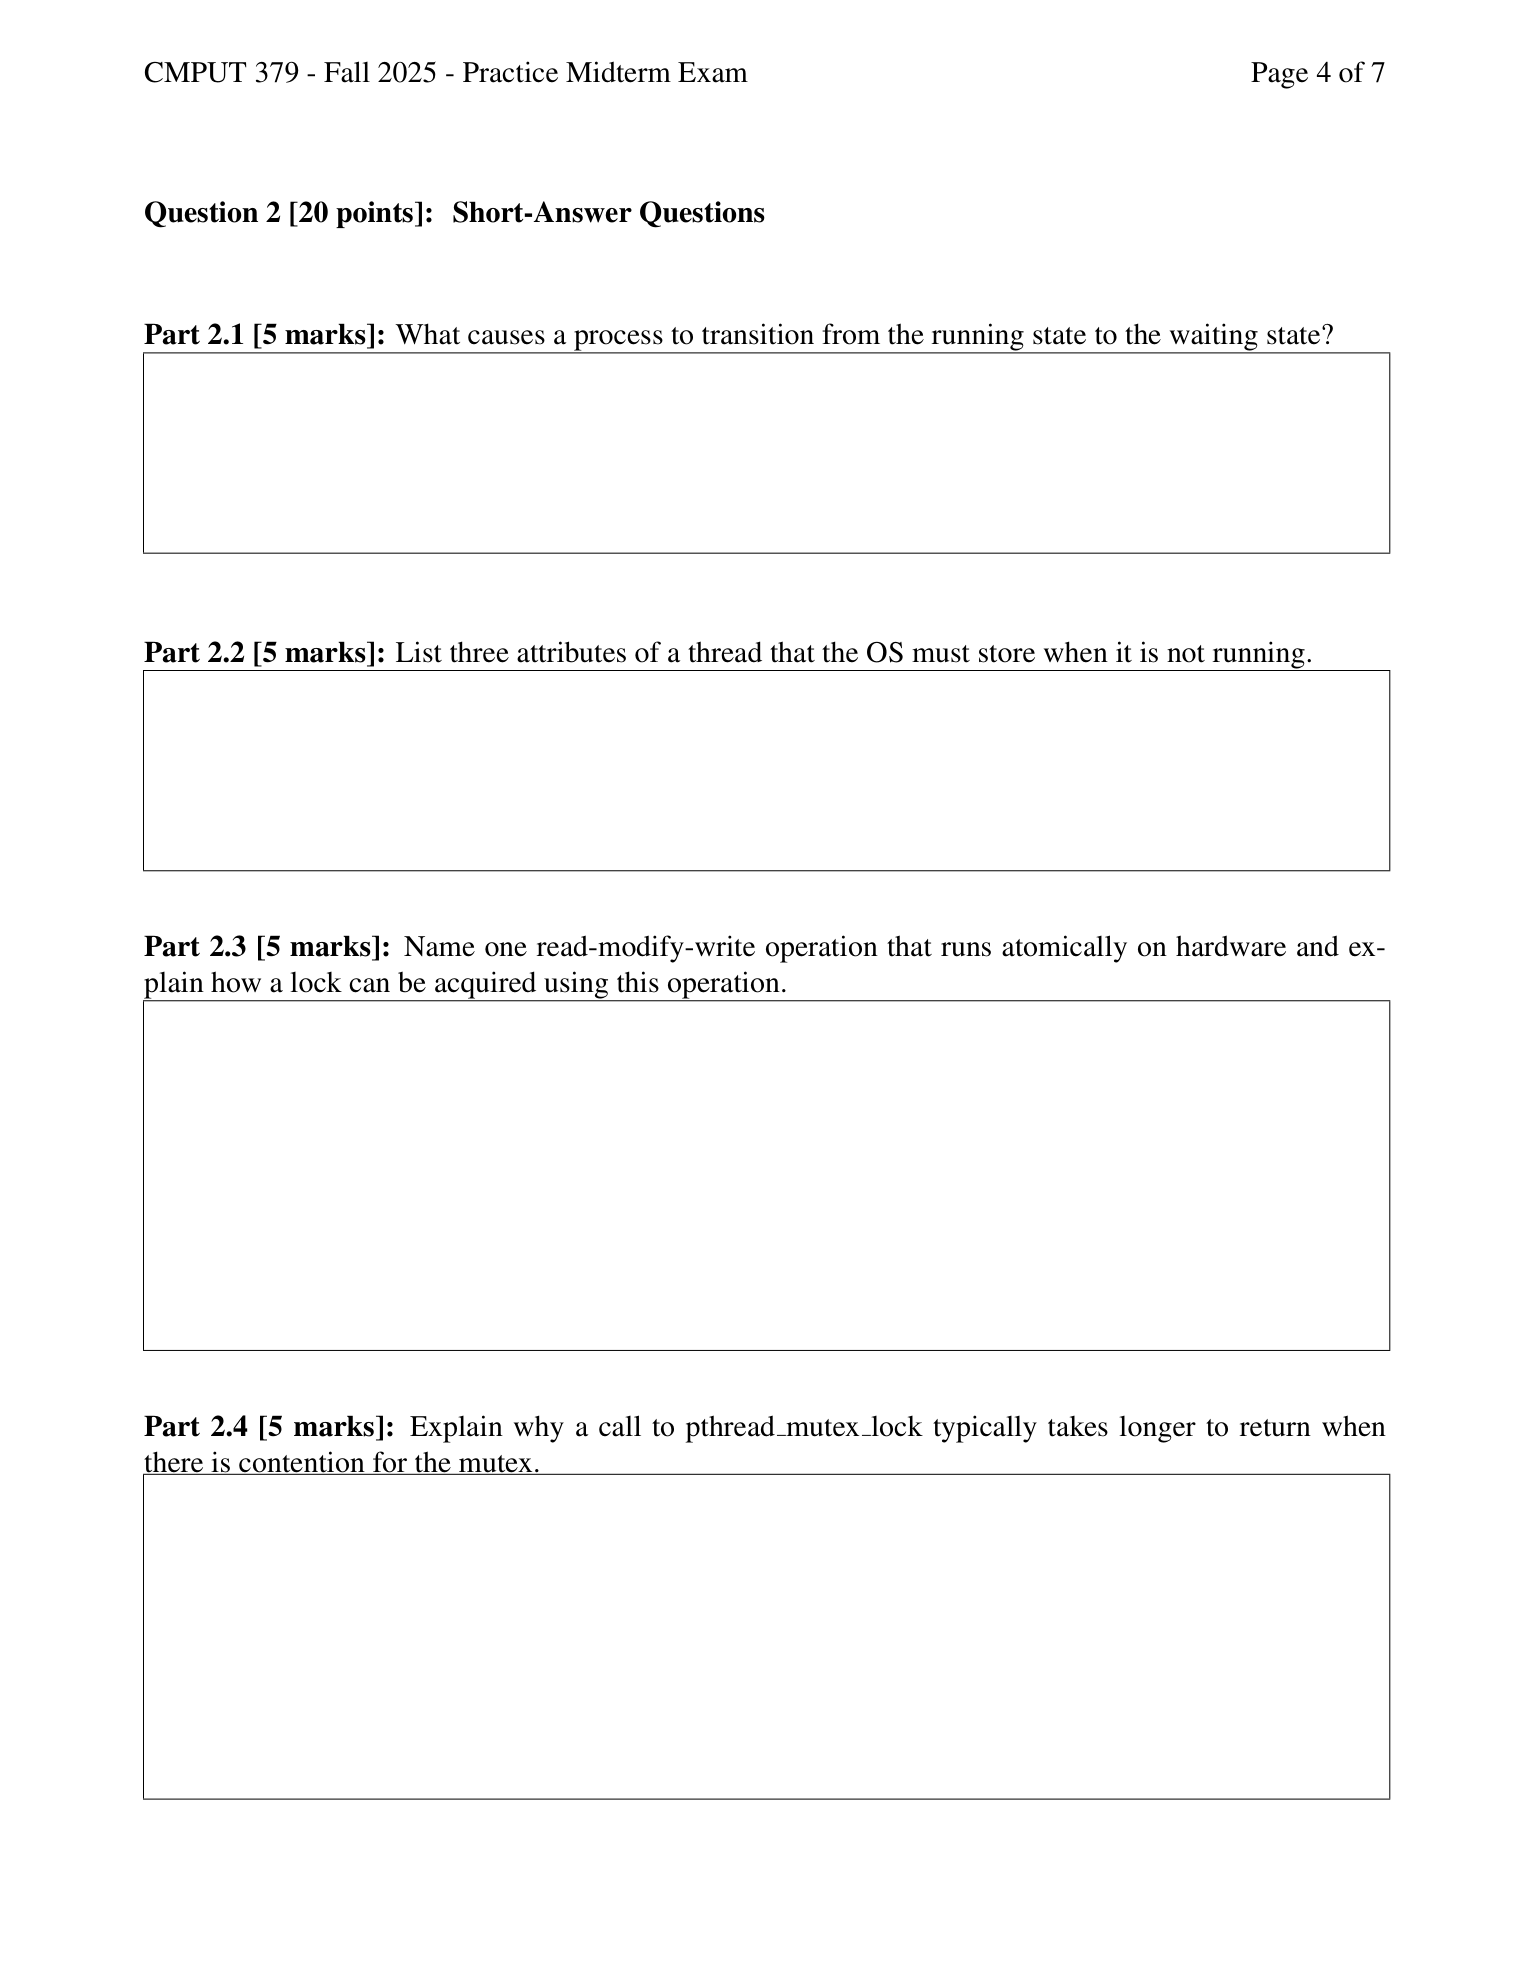 CMPUT 379 - Fall 2025 - Practice Midterm Exam Page 4 of 7
Question 2 [20 points]: Short-Answer Questions
Part 2.1 [5 marks]: What causes a process to transition from the running state to the waiting state?
Part 2.2 [5 marks]: List three attributes of a thread that the OS must store when it is not running.
Part 2.3 [5 marks]: Name one read-modify-write operation that runs atomically on hardware and ex-
plain how a lock can be acquired using this operation.
Part 2.4 [5 marks]: Explain why a call to pthread_mutex_lock typically takes longer to return when
there is contention for the mutex.